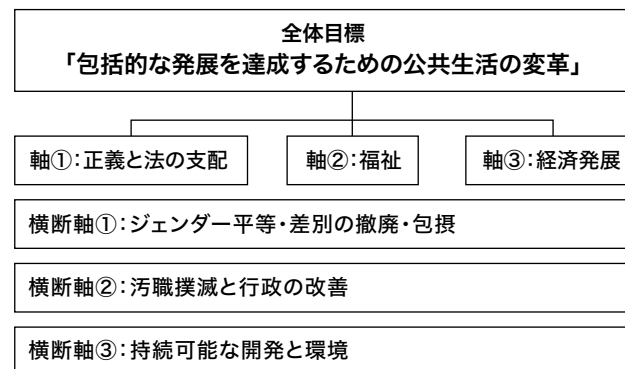 全体目標
「包括的な発展を達成するための公共生活の変革」
軸①：正義と法の支配
軸②：福祉
軸③：経済発展
横断軸①：ジェンダー平等・差別の撤廃・包摂
横断軸②：汚職撲滅と行政の改善
横断軸③：持続可能な開発と環境